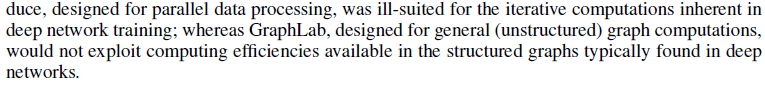 duce, designed for parallel data processing, was ill-suited for the iterative computations inherent in
deep network training; whereas GraphLab, designed for general (unstructured) graph computations,
would not exploit computing efficiencies available in the structured graphs typically found in deep
networks.